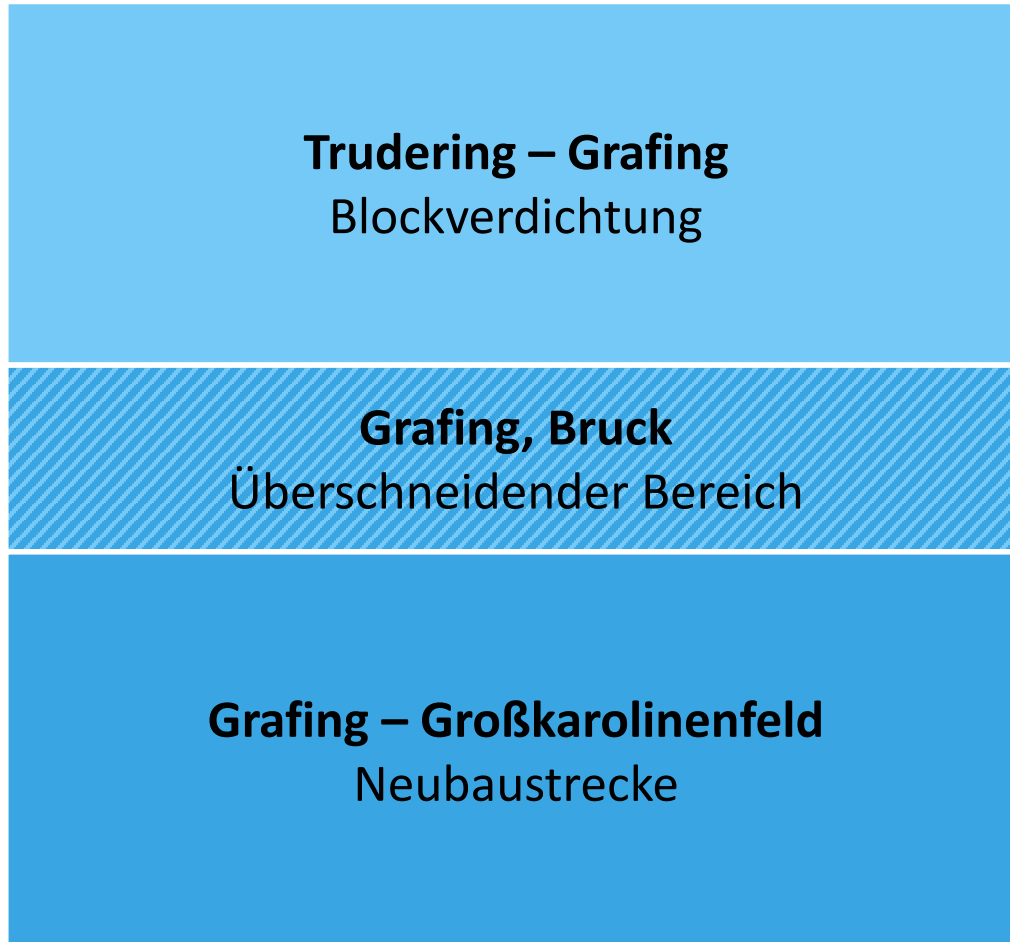 Trudering – Grafing
Blockverdichtung
Grafing, Bruck
Überschneidender Bereich
Grafing – Großkarolinenfeld
Neubaustrecke